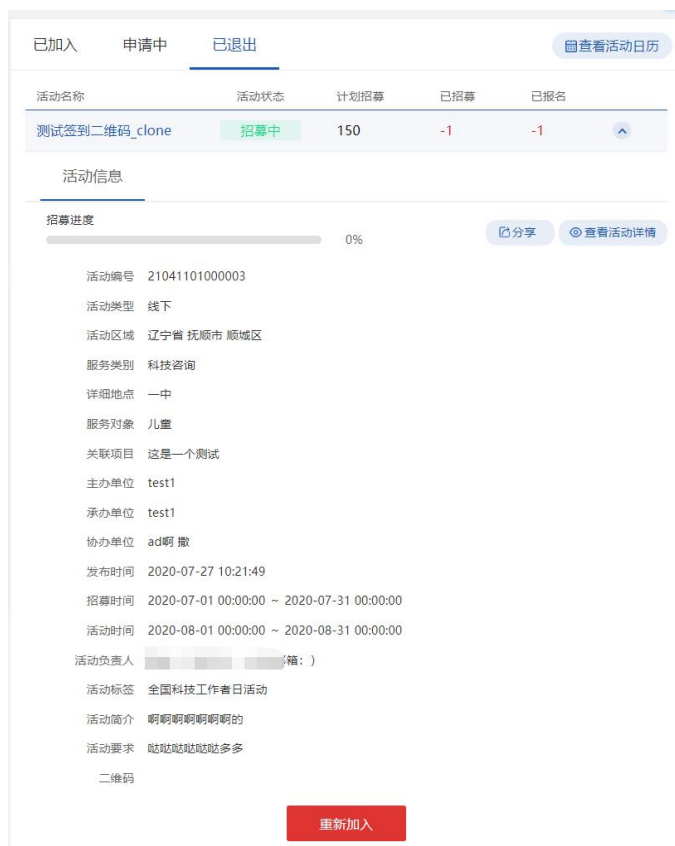 已加入 申请中 已退出 查看活动日历
活动名称 活动状态 计划招募 已招募 已报名
测试签到二维码_clone 招募中 150 -1 -1
活动信息
招募进度
0% 分享 查看活动详情
活动编号 21041101000003
活动类型 线下
活动区域 辽宁省 抚顺市 顺城区
服务类别 科技咨询
详细地点 一中
服务对象 儿童
关联项目 这是一个测试
主办单位 test1
承办单位 test1
协办单位 ad啊 撒
发布时间 2020-07-27 10:21:49
招募时间 2020-07-01 00:00:00 ~ 2020-07-31 00:00:00
活动时间 2020-08-01 00:00:00 ~ 2020-08-31 00:00:00
活动负责人 箱: )
活动标签 全国科技工作者日活动
活动简介 啊啊啊啊啊啊啊的
活动要求 哒哒哒哒哒哒多多
二维码
重新加入